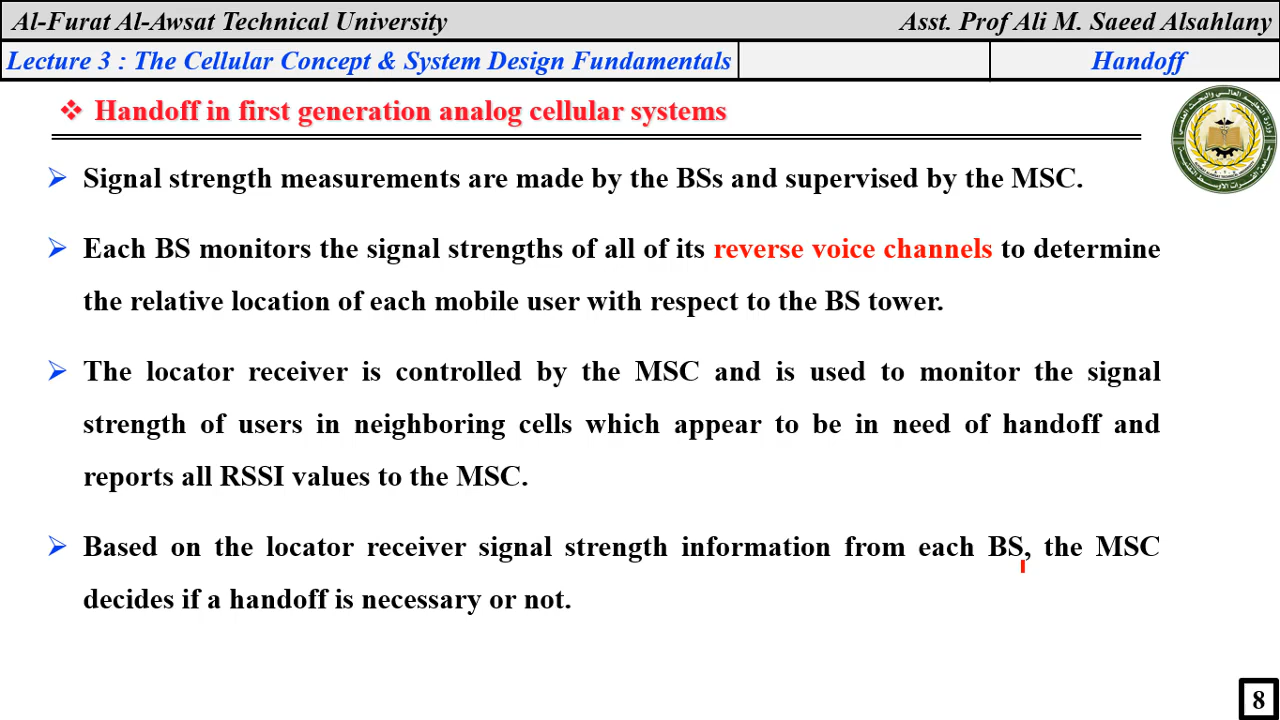 Al-Furat Al-Awsat Technical University
Asst. Prof Ali M. Saeed Alsahlany
Lecture 3 : The Cellular Concept & System Design Fundamentals
Handoff
❖ Handoff in first generation analog cellular systems
➢ Signal strength measurements are made by the BSs and supervised by the MSC.
➢ Each BS monitors the signal strengths of all of its reverse voice channels to determine
the relative location of each mobile user with respect to the BS tower.
➢ The locator receiver is controlled by the MSC and is used to monitor the signal
strength of users in neighboring cells which appear to be in need of handoff and
reports all RSSI values to the MSC.
➢ Based on the locator receiver signal strength information from each BS, the MSC
decides if a handoff is necessary or not.
8